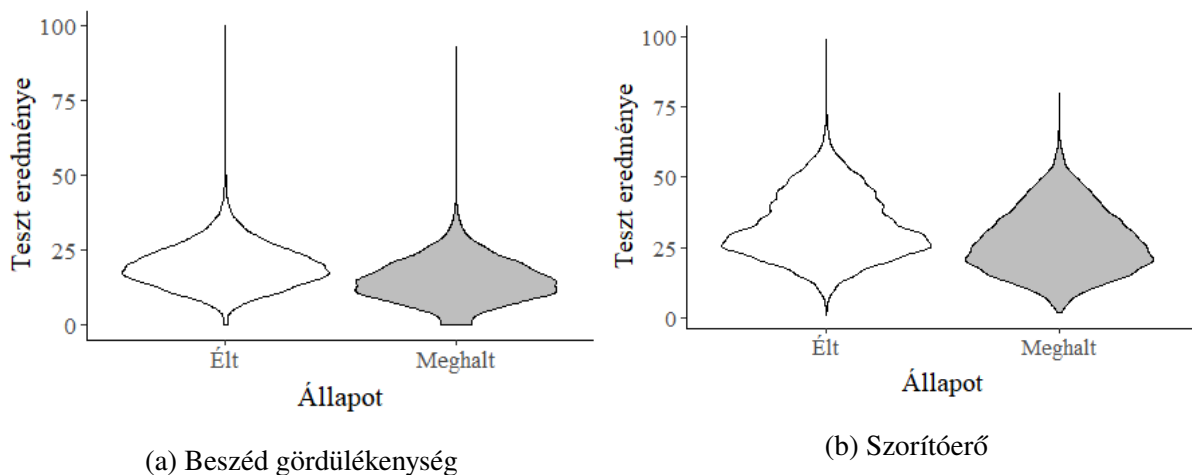 Teszt eredménye
100
75
50
25
0
Élt
Meghalt
Állapot
(a) Beszéd gördülékenység
Teszt eredménye
100
75
50
25
0
Élt
Meghalt
Állapot
(b) Szorítóerő